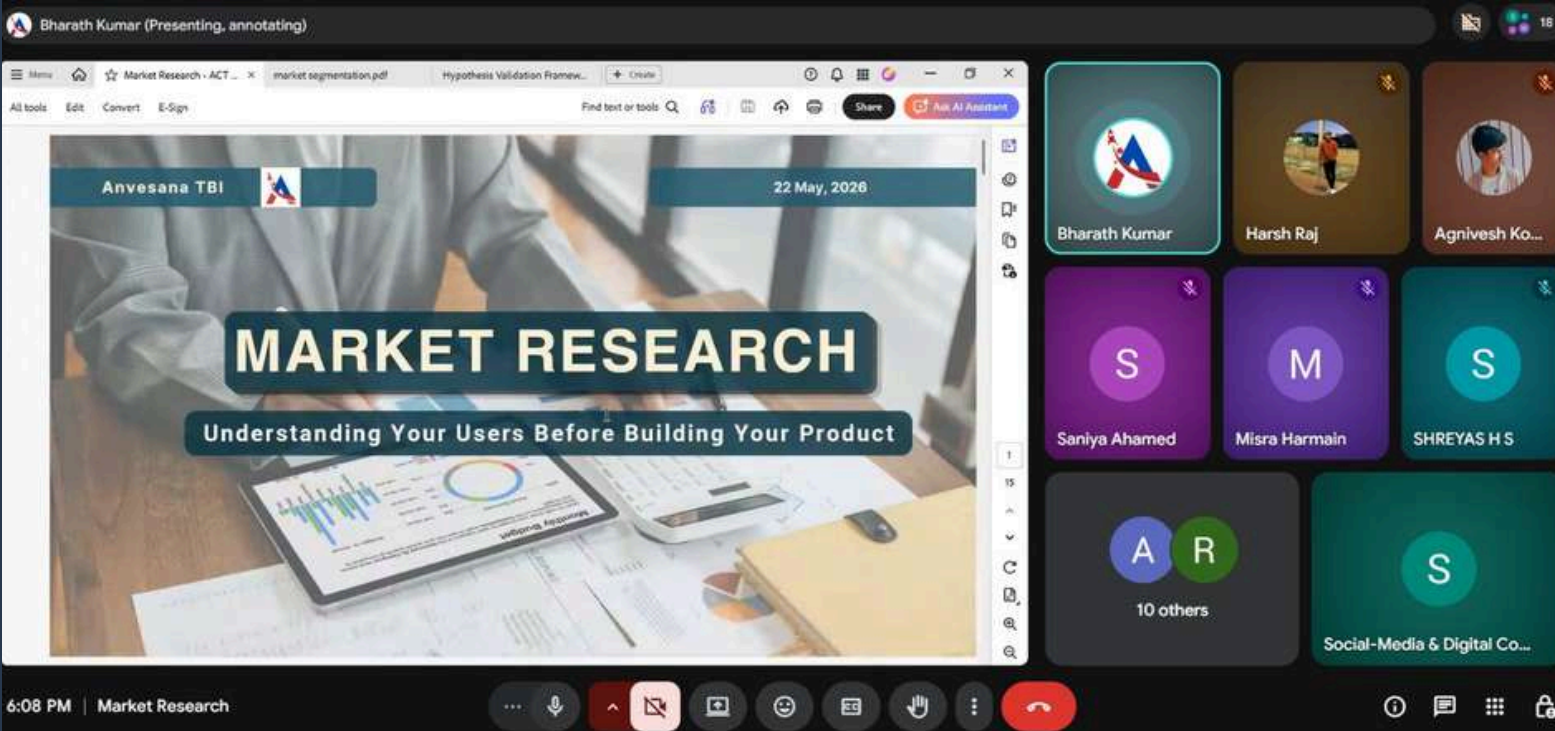 Bharath Kumar (Presenting, annotating)
18
Menu
Market Research - ACT ...
market segmentation.pdf
Hypothesis Validation Framew...
+ Create
All tools
Edit
Convert
E-Sign
Find text or tools
Share
Ask AI Assistant
Anvesana TBI
22 May, 2026
MARKET RESEARCH
Understanding Your Users Before Building Your Product
Monthly Budget
1
15
Bharath Kumar
Harsh Raj
Agnivesh Ko...
S
Saniya Ahamed
M
Misra Harmain
S
SHREYAS H S
A
R
10 others
S
Social-Media & Digital Co...
6:08 PM | Market Research